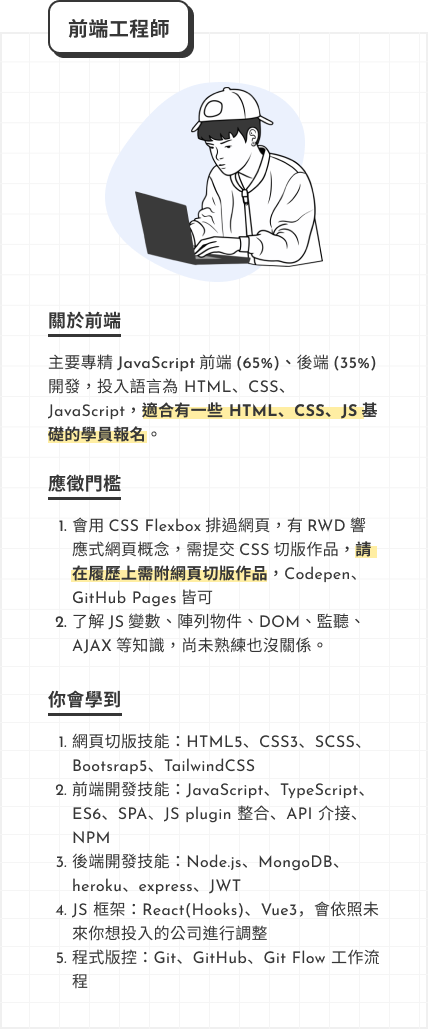 前端工程師
關於前端
主要專精 JavaScript 前端 (65%)、後端 (35%)
開發，投入語言為 HTML、CSS、
JavaScript，適合有一些 HTML、CSS、JS 基
礎的學員報名。
應徵門檻
1. 會用 CSS Flexbox 排過網頁，有 RWD 響
應式網頁概念，需提交 CSS 切版作品，請
在履歷上需附網頁切版作品，Codepen、
GitHub Pages 皆可
2. 了解 JS 變數、陣列物件、DOM、監聽、
AJAX 等知識，尚未熟練也沒關係。
你會學到
1. 網頁切版技能：HTML5、CSS3、SCSS、
Bootsrap5、TailwindCSS
2. 前端開發技能：JavaScript、TypeScript、
ES6、SPA、JS plugin 整合、API 介接、
NPM
3. 後端開發技能：Node.js、MongoDB、
heroku、express、JWT
4. JS 框架：React(Hooks)、Vue3，會依照未
來你想投入的公司進行調整
5. 程式版控：Git、GitHub、Git Flow 工作流
程